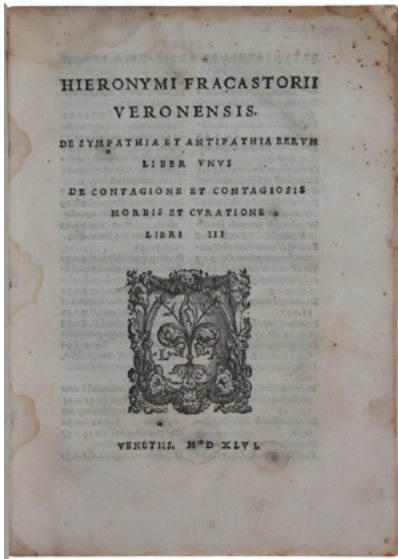 HIERONYMI FRACASTORII
VERONENSIS.
DE SYMPATHIA ET ANTIPATHIA RERVM
LIBER VNVS
DE CONTAGIONE ET CONTAGIOSIS
MORBIS ET CVRATIONE
LIBRI III
L
VENETIIS. M D XLVI.